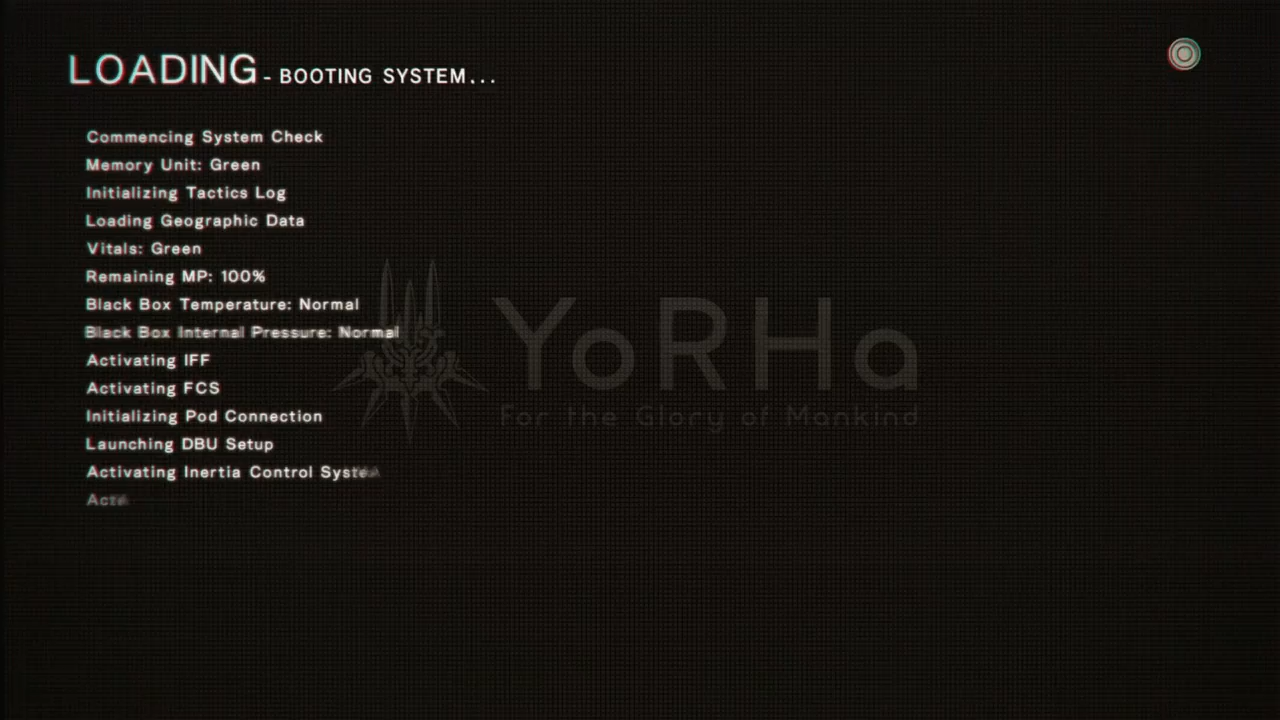 LOADING - BOOTING SYSTEM...
Commencing System Check
Memory Unit: Green
Initializing Tactics Log
Loading Geographic Data
Vitals: Green
Remaining MP: 100%
Black Box Temperature: Normal
Black Box Internal Pressure: Normal
Activating IFF
Activating FCS
Initializing Pod Connection
Launching DBU Setup
Activating Inertia Control
YoRHa
For the Glory of Mankind